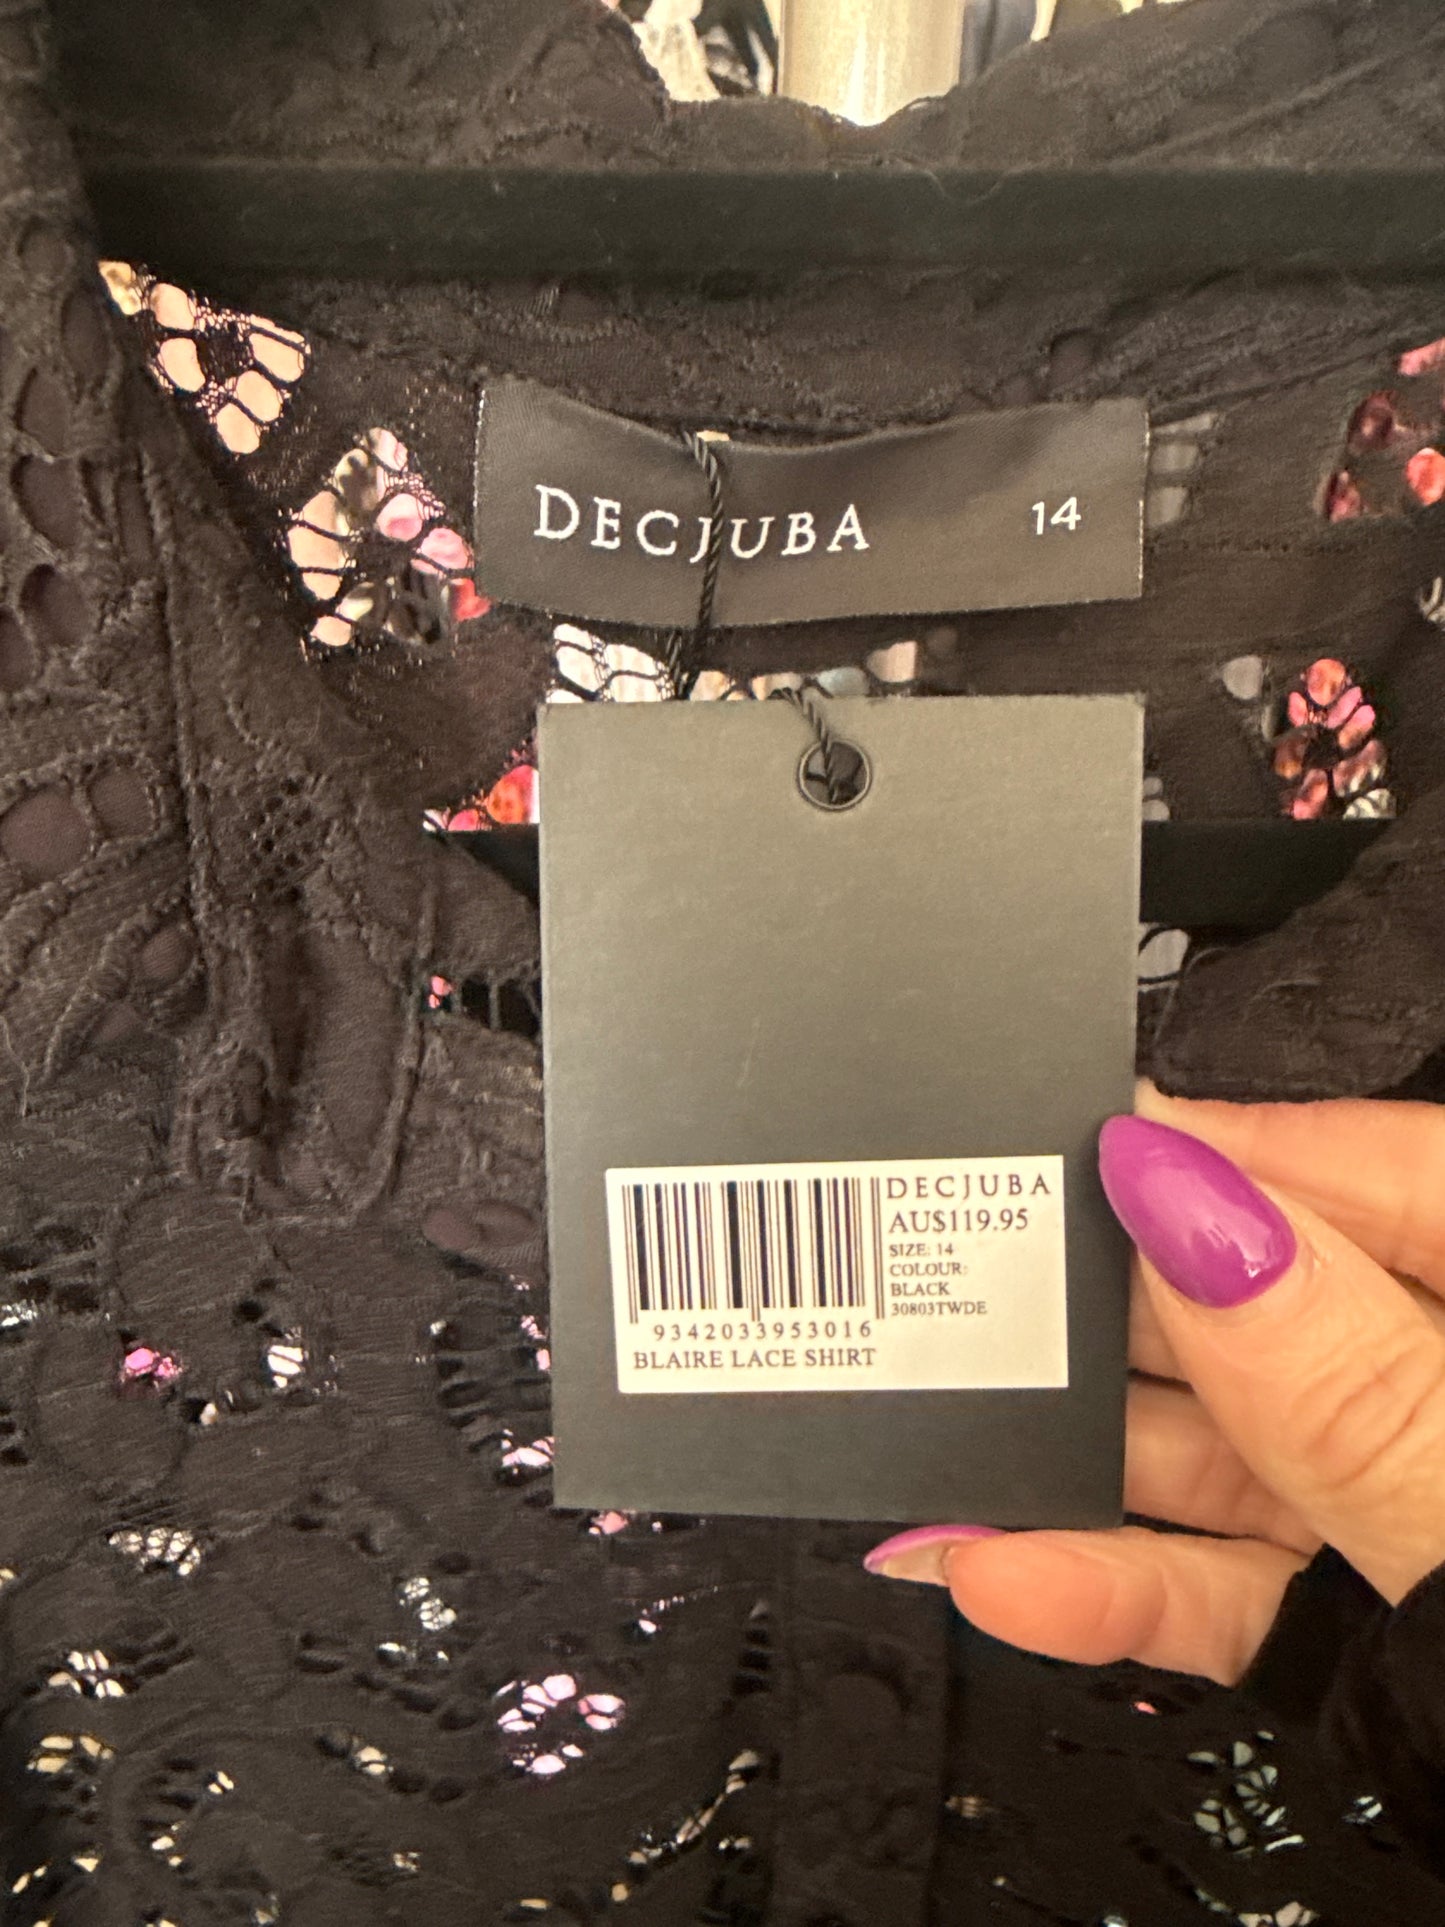 DECJUBA 14
DECJUBA
AU$119.95
SIZE: 14
COLOUR:
BLACK
30803TWDE
9342033953016
BLAIRE LACE SHIRT